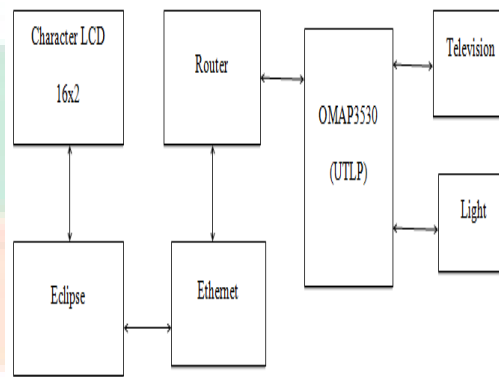 Character LCD
16x2
Router
OMAP3530
(UTLP)
Television
Light
Eclipse
Ethernet